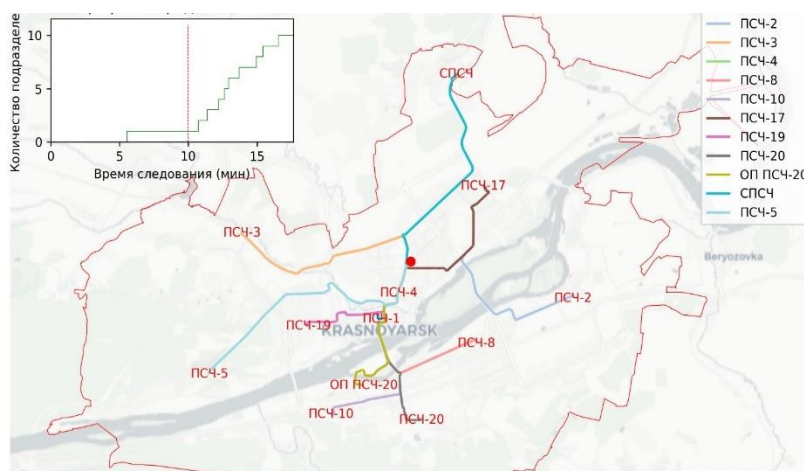 Количество подразделе
10
5
0
0
5
10
15
Время следования (мин)
ПСЧ-2
ПСЧ-3
ПСЧ-4
ПСЧ-8
ПСЧ-10
ПСЧ-17
ПСЧ-19
ПСЧ-20
ОП ПСЧ-20
СПСЧ
ПСЧ-5
СПСЧ
ПСЧ-17
ПСЧ-3
Beryozovka
ПСЧ-4
ПСЧ-2
ПСЧ-1
ПСЧ-19
KRASNOYARSK
ПСЧ-8
ПСЧ-5
ОП ПСЧ-20
ПСЧ-10
ПСЧ-20